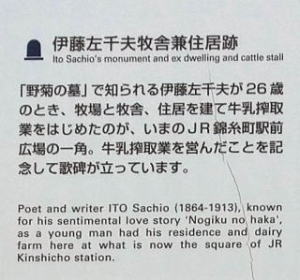 伊藤左千夫牧舎兼住居跡
Ito Sachio's monument and ex dwelling and cattle stall
「野菊の墓」で知られる伊藤左千夫が26歳
のとき、牧場と牧舎、住居を建て牛乳搾取
業をはじめたのが、いまのJR錦糸町駅前
広場の一角。牛乳搾取業を営んだことを記
念して歌碑が立っています。
Poet and writer ITO Sachio (1864-1913), known
for his sentimental love story 'Nogiku no haka',
as a young man had his residence and dairy
farm here at what is now the square of JR
Kinshicho station.